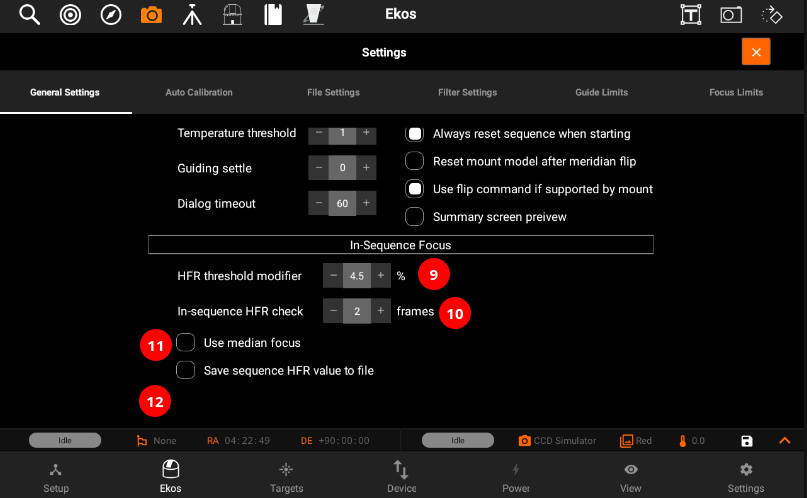 Ekos
Settings
General Settings
Auto Calibration
File Settings
Filter Settings
Guide Limits
Focus Limits
Temperature threshold − 1 +
Always reset sequence when starting
Guiding settle − 0 +
Reset mount model after meridian flip
Dialog timeout − 60 +
Use flip command if supported by mount
Summary screen preivew
In-Sequence Focus
HFR threshold modifier − 4.5 + % 9
In-sequence HFR check − 2 + frames 10
11 Use median focus
Save sequence HFR value to file
12
Idle None RA 04:22:49 DE +90:00:00 Idle CCD Simulator Red 0.0
Setup Ekos Targets Device Power View Settings